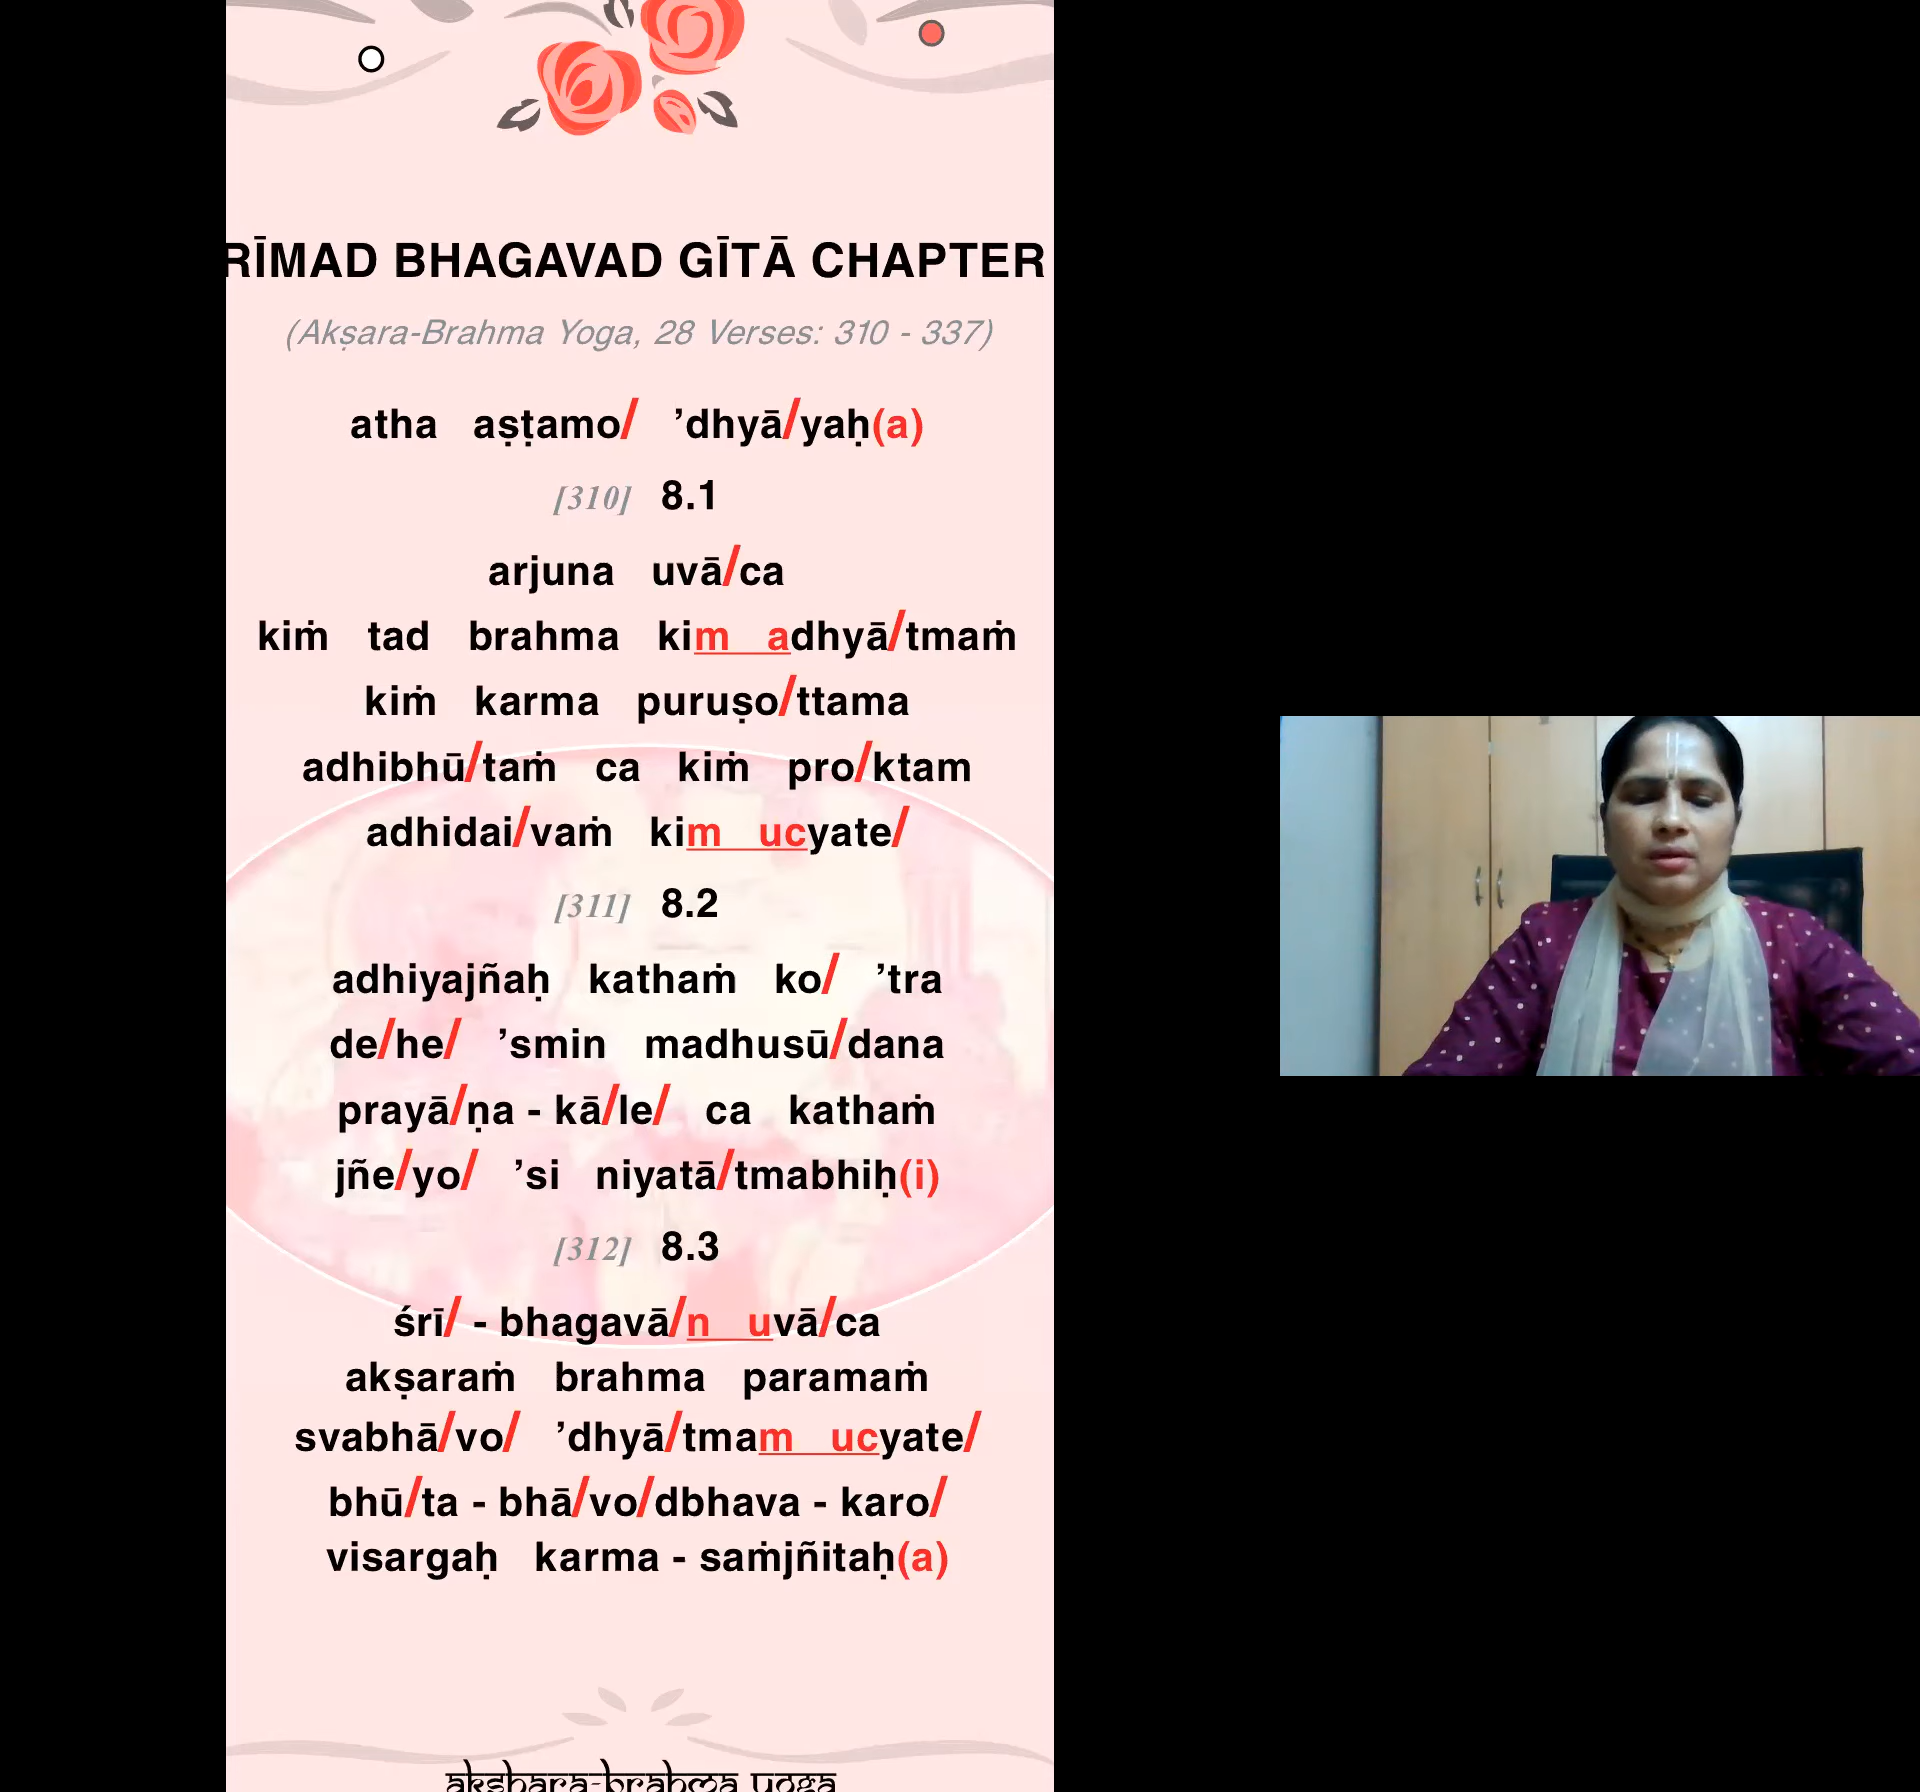 RĪMAD BHAGAVAD GĪTĀ CHAPTER
(Akṣara-Brahma Yoga, 28 Verses: 310 - 337)
atha aṣṭamo/ ’dhyā/yaḥ(a)
[310] 8.1
arjuna uvā/ca
kiṁ tad brahma kim adhyā/tmaṁ
kiṁ karma puruṣo/ttama
adhibhū/taṁ ca kiṁ pro/ktam
adhidai/vaṁ kim ucyate/
[311] 8.2
adhiyajñaḥ kathaṁ ko/ ’tra
de/he/ ’smin madhusū/dana
prayā/ṇa - kā/le/ ca kathaṁ
jñe/yo/ ’si niyatā/tmabhiḥ(i)
[312] 8.3
śrī/ - bhagavā/n uvā/ca
akṣaraṁ brahma paramaṁ
svabhā/vo/ ’dhyā/tmam ucyate/
bhū/ta - bhā/vo/dbhava - karo/
visargaḥ karma - saṁjñitaḥ(a)
akshara-brahma yoga